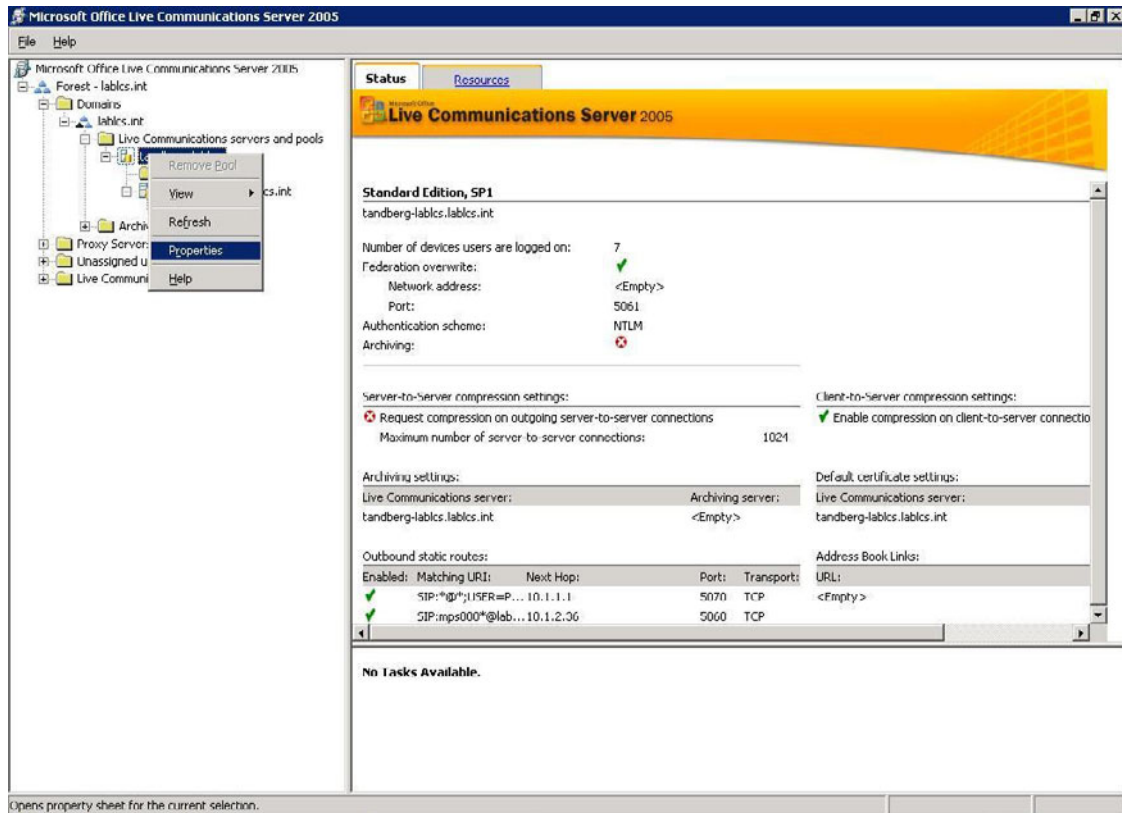 Microsoft Office Live Communications Server 2005
File Help
Microsoft Office Live Communications Server 2005
Forest - lablcs.int
Domains
lablcs.int
Live Communications servers and pools
cs.int
Archi
Proxy Server
Unassigned u
Live Communi
Remove Pool
View
Refresh
Properties
Help
Status Resources
Microsoft Office
Live Communications Server 2005
Standard Edition, SP1
tandberg-lablcs.lablcs.int
Number of devices users are logged on: 7
Federation overwrite:
Network address: <Empty>
Port: 5061
Authentication scheme: NTLM
Archiving:
Server-to-Server compression settings: Client-to-Server compression settings:
Request compression on outgoing server-to-server connections Enable compression on client-to-server connectio
Maximum number of server-to-server connections: 1024
Archiving settings: Default certificate settings:
Live Communications server: Archiving server: Live Communications server:
tandberg-lablcs.lablcs.int <Empty> tandberg-lablcs.lablcs.int
Outbound static routes: Address Book Links:
Enabled: Matching URI: Next Hop: Port: Transport: URL:
SIP:*@*;USER=P... 10.1.1.1 5070 TCP <Empty>
SIP:mps000*@lab... 10.1.2.36 5060 TCP
No Tasks Available.
Opens property sheet for the current selection.